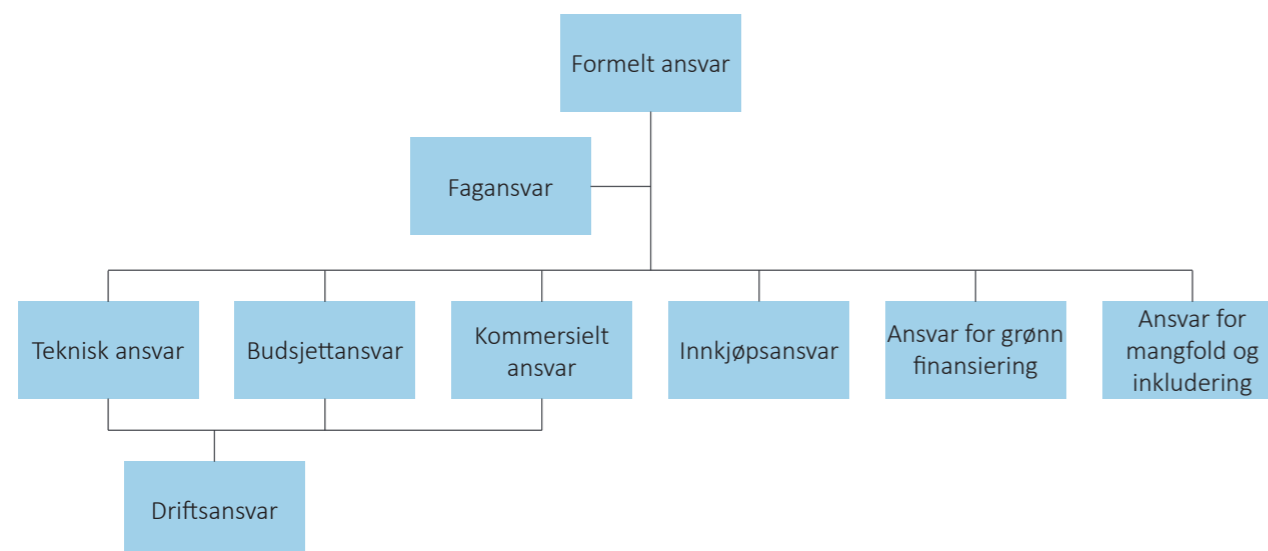 Formelt ansvar
Fagansvar
Teknisk ansvar
Budsjettansvar
Kommersielt
ansvar
Innkjøpsansvar
Ansvar for grønn
finansiering
Ansvar for
mangfold og
inkludering
Driftsansvar